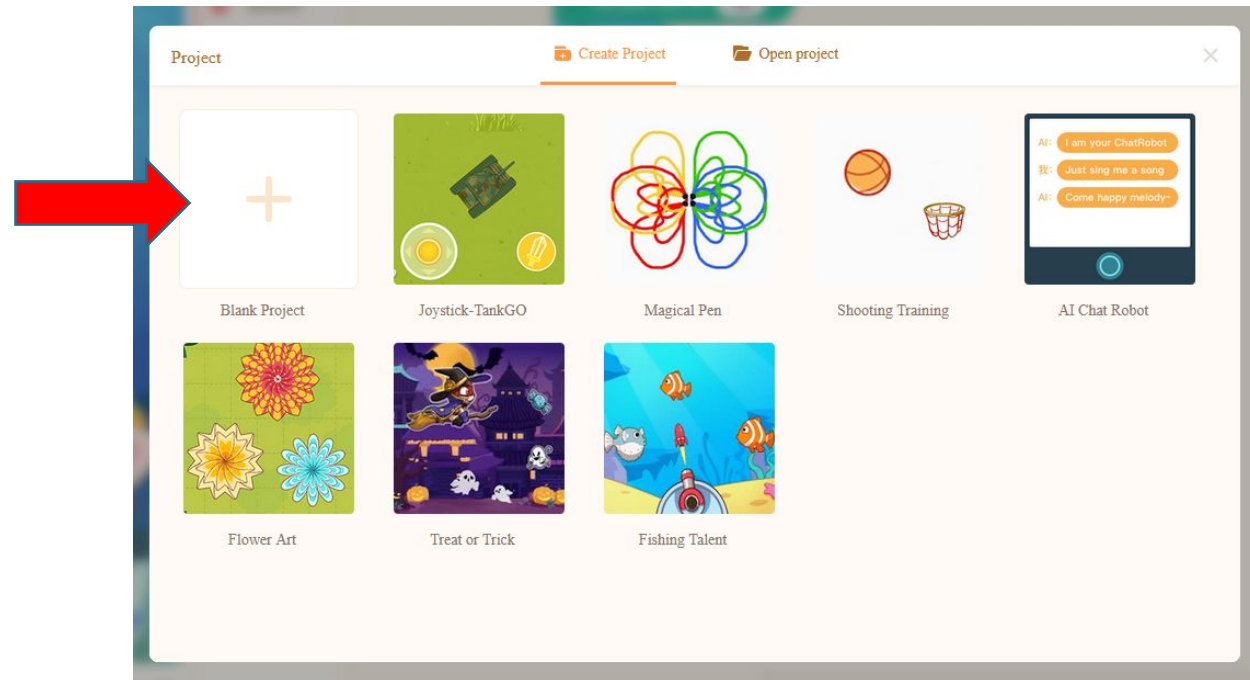 Project
Create Project
Open project
AI: I am your ChatRobot
我: Just sing me a song
AI: Come happy melody~
Blank Project
Joystick-TankGO
Magical Pen
Shooting Training
AI Chat Robot
Flower Art
Treat or Trick
Fishing Talent